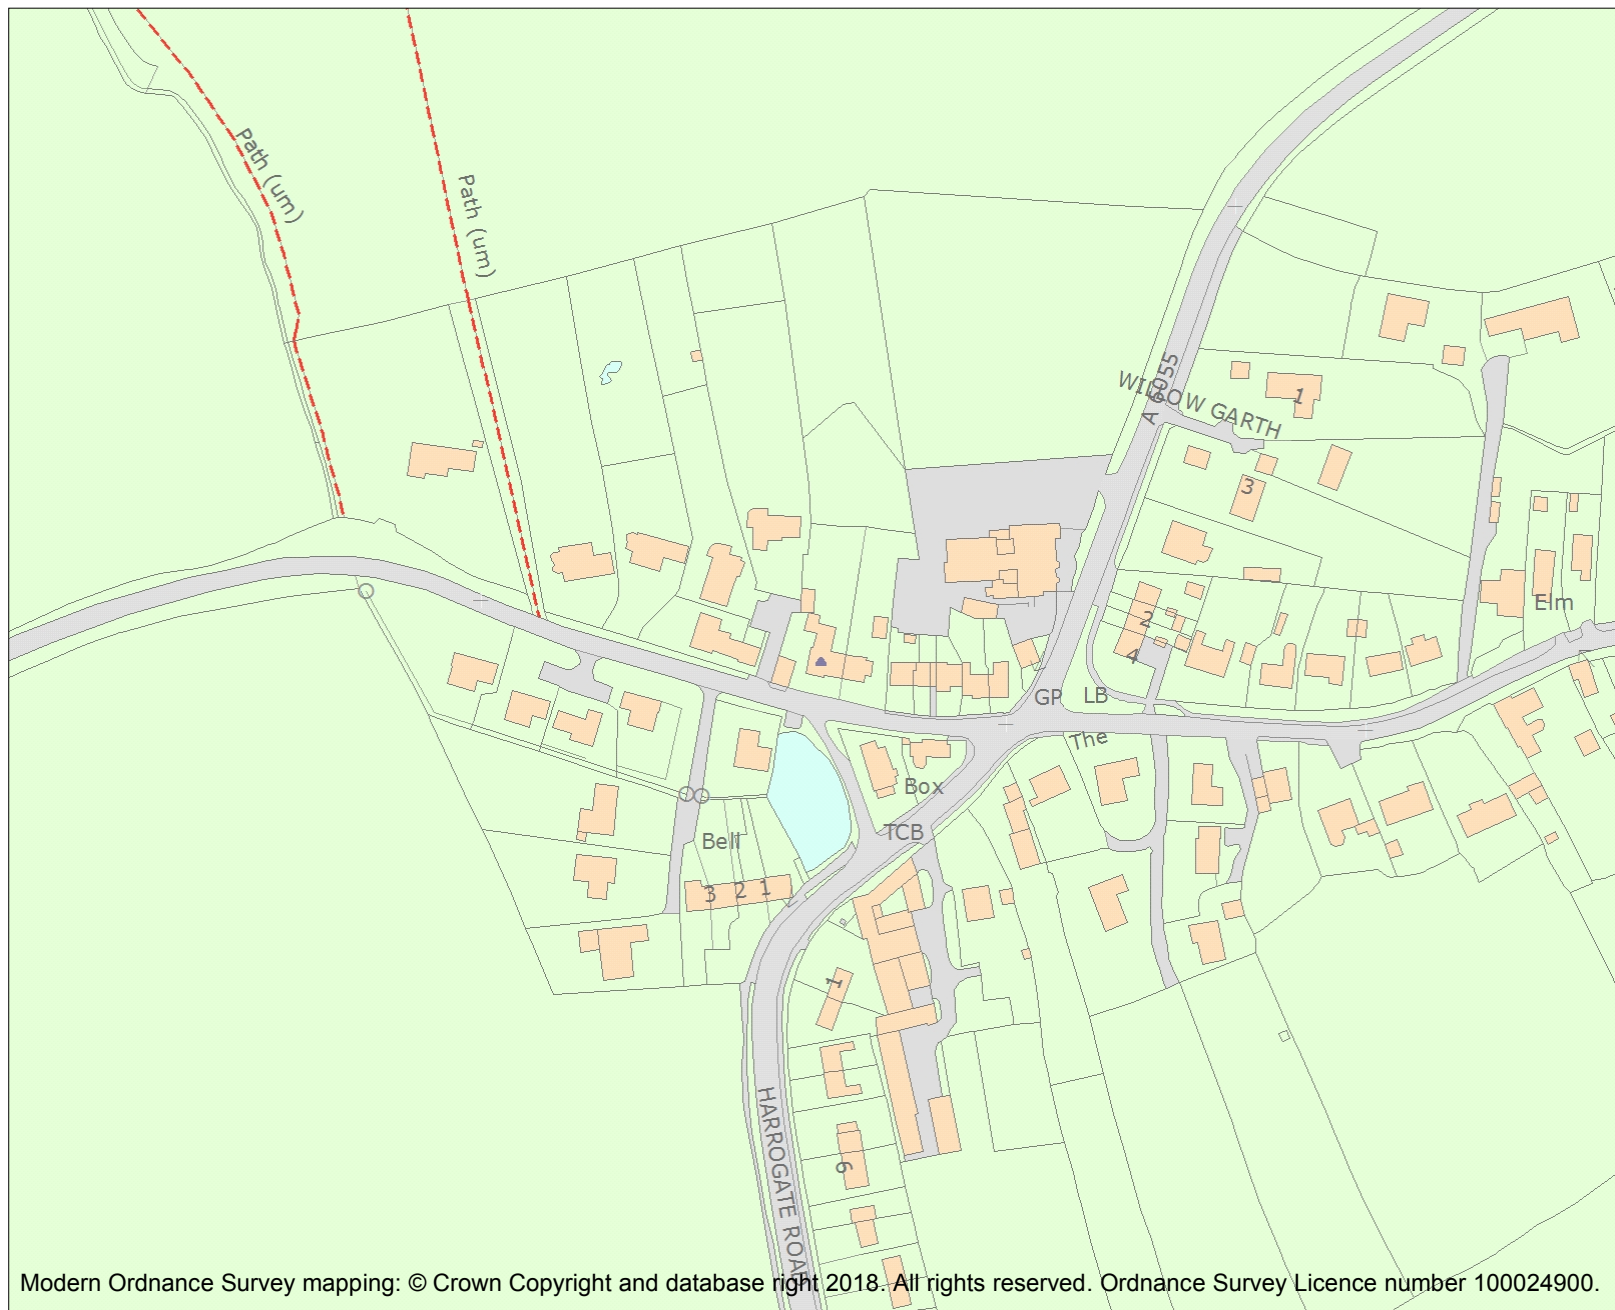 Path (um)
Path (um)
A 6055
WILLOW GARTH
1
3
Elm
2
4
GP
LB
The
Box
TCB
Bell
3
2
1
1
HARROGATE ROAD
6
Modern Ordnance Survey mapping: © Crown Copyright and database right 2018. All rights reserved. Ordnance Survey Licence number 100024900.